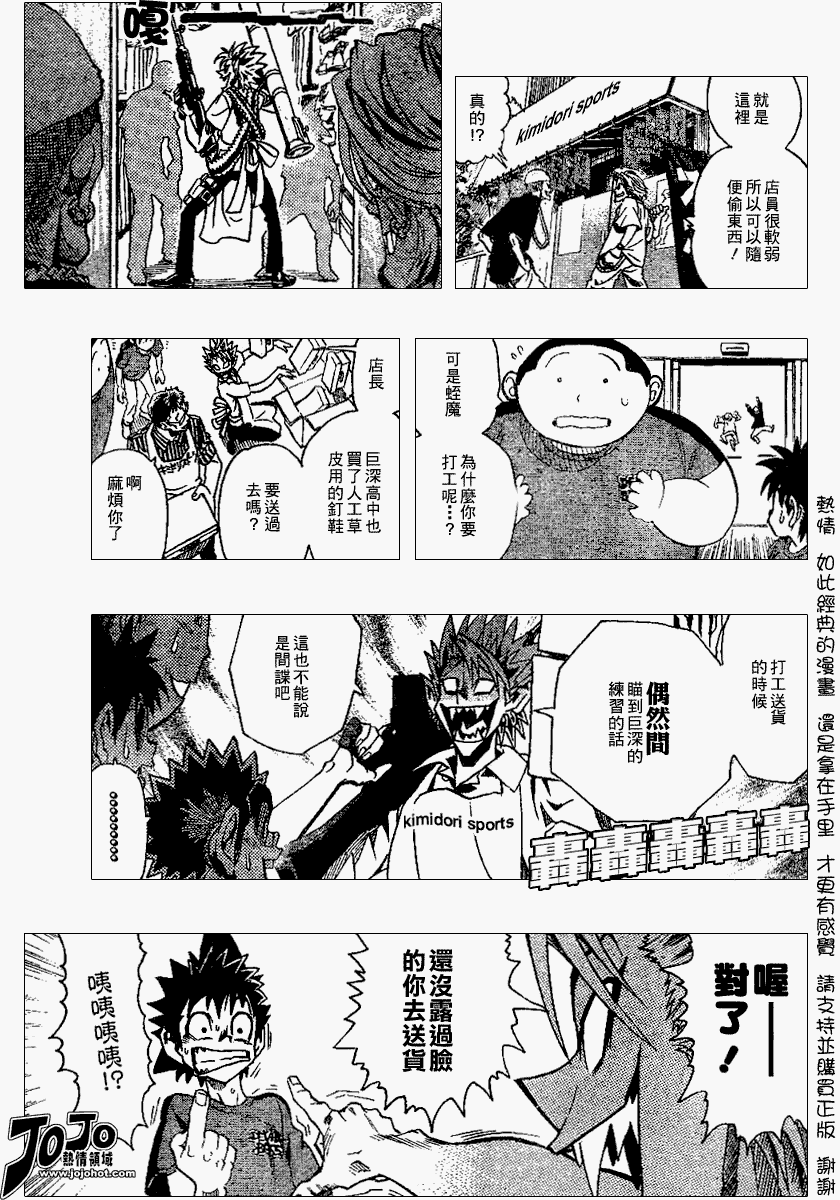 就是
這裡
店員很軟弱
所以可以隨
便偷東西！
kimidori sports
真的!?
嘎
可是蛭魔
為什麼你要
打工呢…？
店長
巨深高中也
買了人工草
皮用的釘鞋
要送過
去嗎？
啊
麻煩你了
打工送貨
的時候
偶然間
瞄到巨深的
練習的話
這也不能說
是間諜吧
kimidori sports
轟轟轟轟轟
…………
喔——
對了！
還沒露過臉
的你去送貨
咦咦咦咦!?
熱情 如此經典的漫畫 還是拿在手里 才更有感覺 請支持並購買正版 謝謝
JOJO
熱情領域
www.jojohot.com